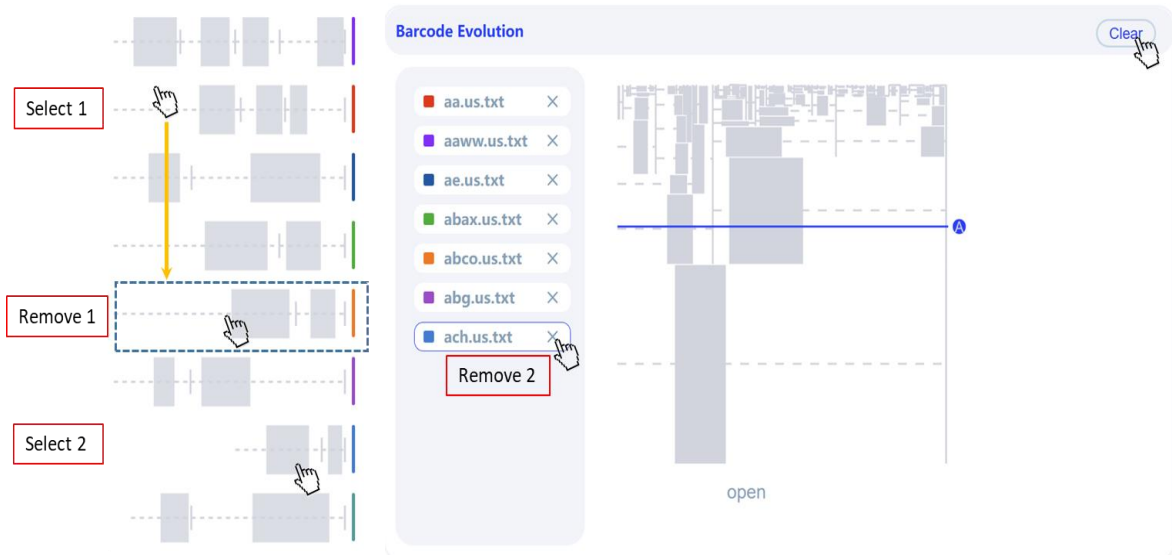 Barcode Evolution
Clear
Select 1
Remove 1
Select 2
aa.us.txt ×
aaww.us.txt ×
ae.us.txt ×
abax.us.txt ×
abco.us.txt ×
abg.us.txt ×
ach.us.txt ×
Remove 2
A
open